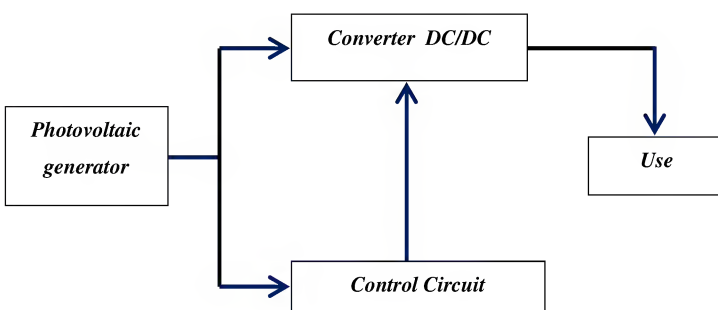 Converter DC/DC
Photovoltaic
generator
Use
Control Circuit